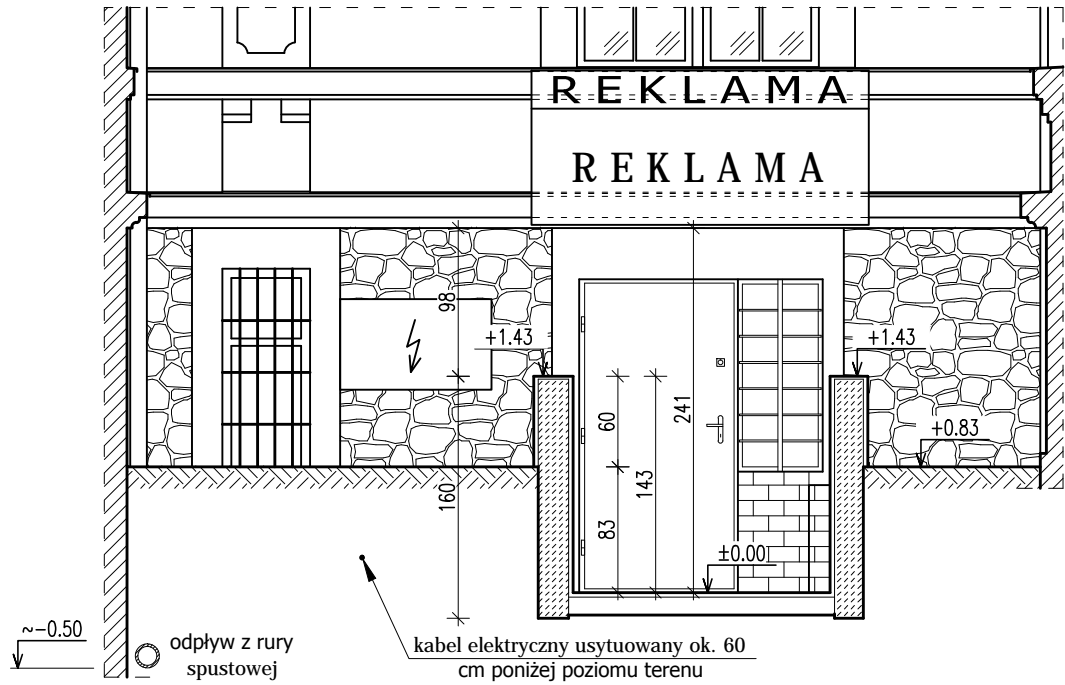 REKLAMA
REKLAMA
98
+1.43
+1.43
241
60
+0.83
143
160
83
±0.00
~-0.50
odpływ z rury
spustowej
kabel elektryczny usytuowany ok. 60
cm poniżej poziomu terenu